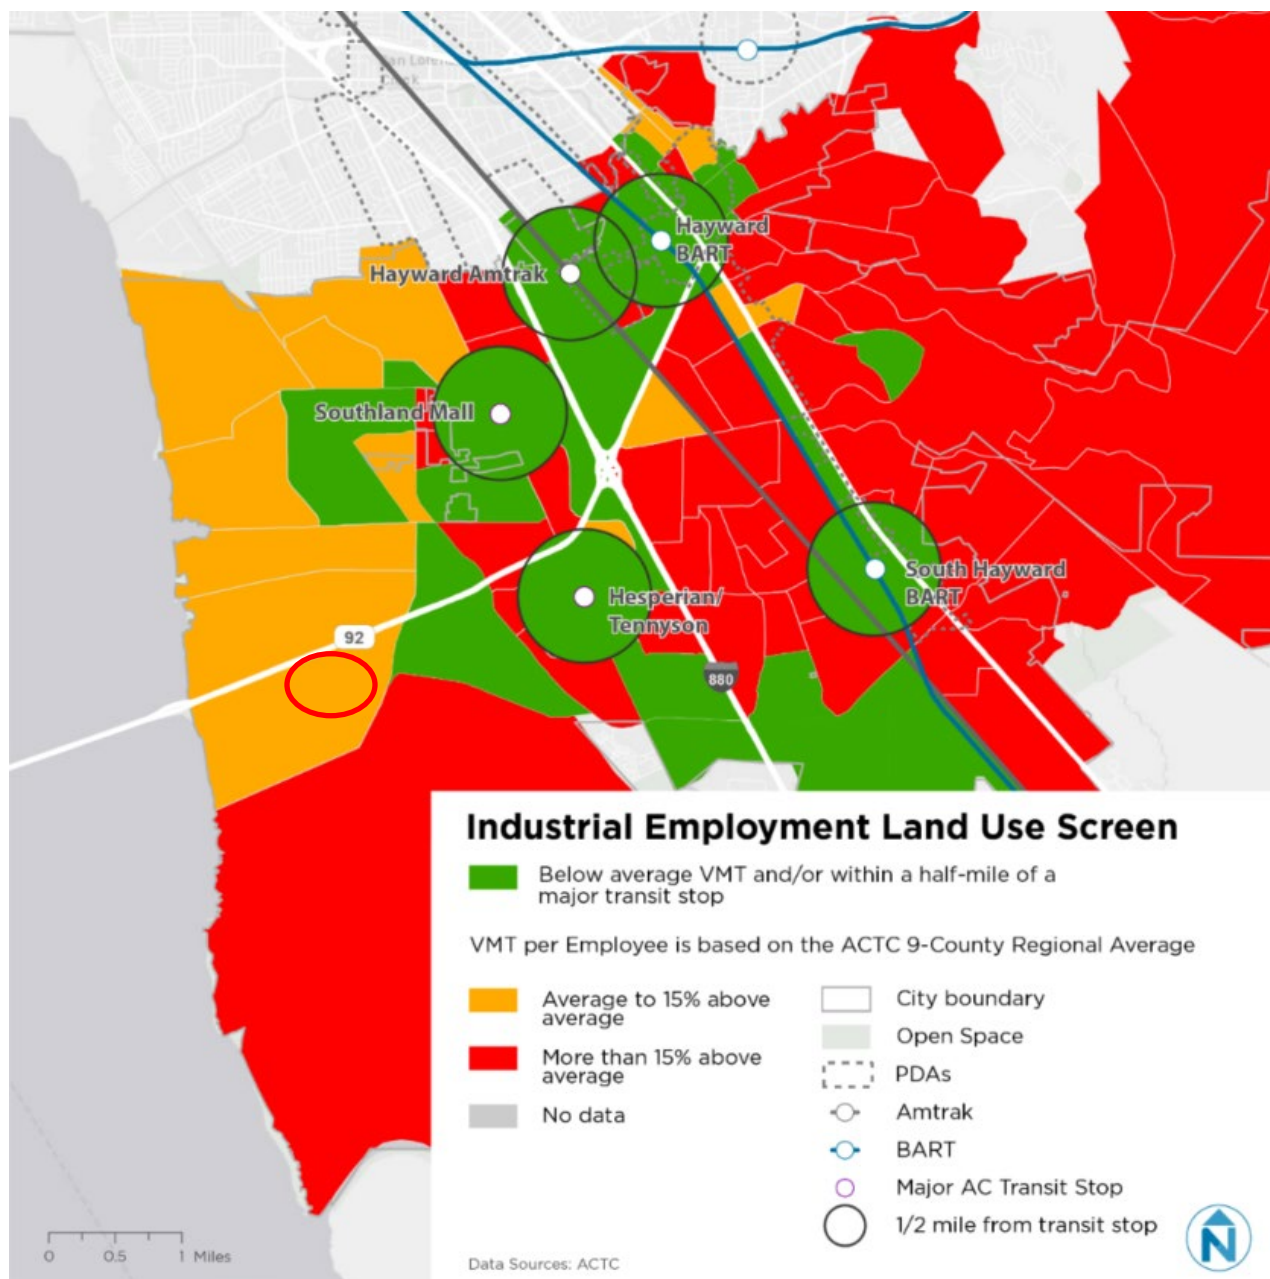 Hayward
BART
Hayward Amtrak
Southland Mall
South Hayward
BART
Hesperian/
Tennyson
92
880
Industrial Employment Land Use Screen
Below average VMT and/or within a half-mile of a
major transit stop
VMT per Employee is based on the ACTC 9-County Regional Average
Average to 15% above
average
More than 15% above
average
No data
City boundary
Open Space
PDAs
Amtrak
BART
Major AC Transit Stop
1/2 mile from transit stop
N
0 0.5 1 Miles
Data Sources: ACTC